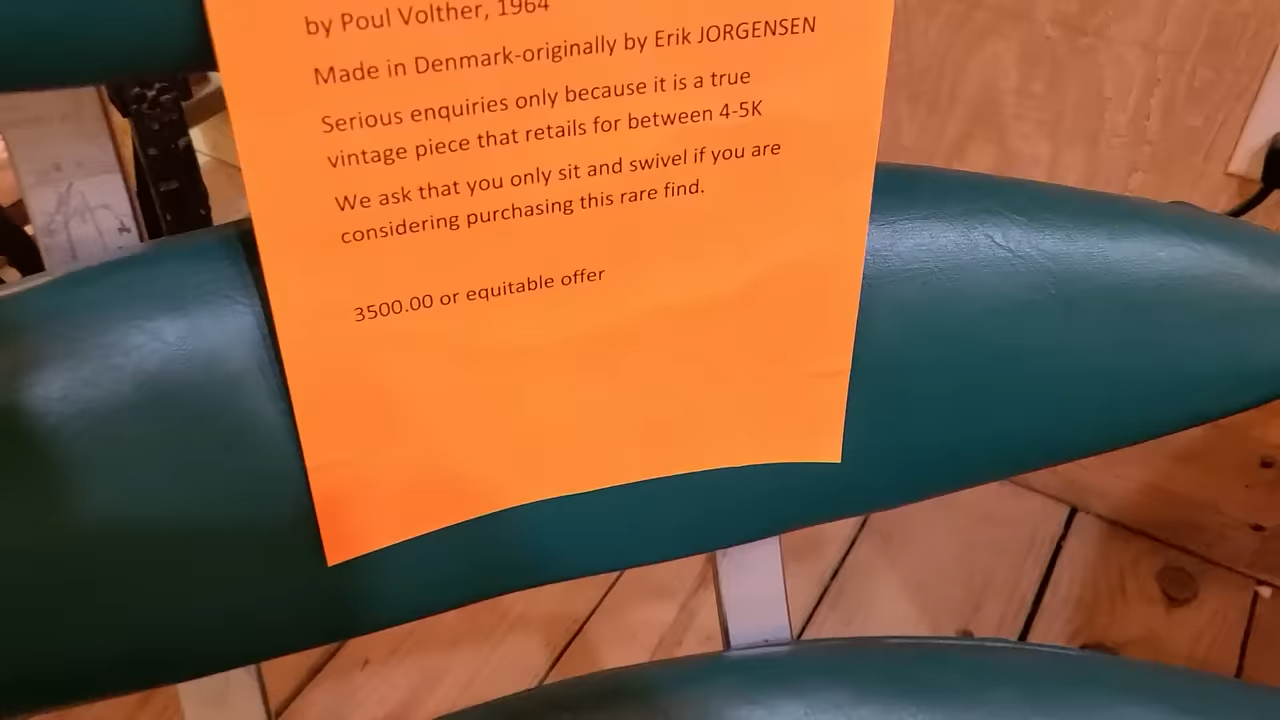 by Poul Volther, 1964
Made in Denmark-originally by Erik JORGENSEN
Serious enquiries only because it is a true
vintage piece that retails for between 4-5K
We ask that you only sit and swivel if you are
considering purchasing this rare find.
3500.00 or equitable offer